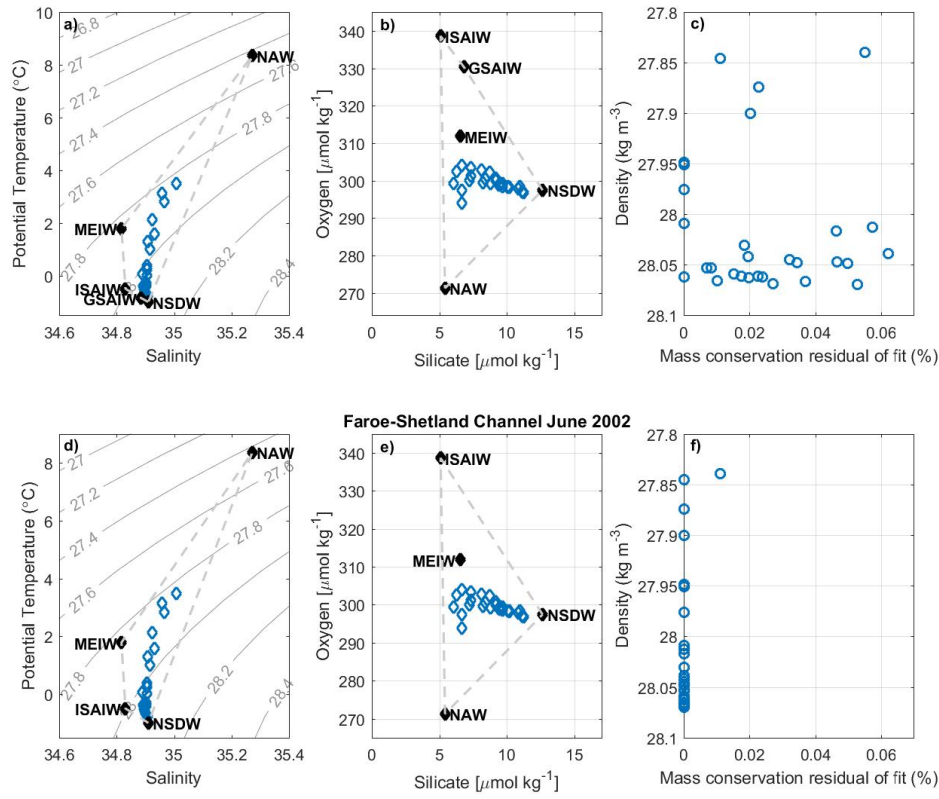 a)
10
8
6
4
2
0
Potential Temperature (°C)
26.8
27
27.2
27.4
27.6
27.6
27.8
27.8
28.2
28.4
NAW
MEIW
ISAIW
GSAIW
NSDW
34.6
34.8
35
35.2
35.4
Salinity
b)
340
330
320
310
300
290
280
270
Oxygen [μmol kg⁻¹]
ISAIW
GSAIW
MEIW
NSDW
NAW
0
5
10
15
Silicate [μmol kg⁻¹]
c)
27.8
27.85
27.9
27.95
28
28.05
28.1
Density (kg m⁻³)
0
0.02
0.04
0.06
Mass conservation residual of fit (%)
Faroe-Shetland Channel June 2002
d)
8
6
4
2
0
Potential Temperature (°C)
27
27.2
27.4
27.6
27.6
27.8
27.8
28.2
28.4
NAW
MEIW
ISAIW
NSDW
34.6
34.8
35
35.2
35.4
Salinity
e)
340
330
320
310
300
290
280
270
Oxygen [μmol kg⁻¹]
ISAIW
MEIW
NSDW
NAW
0
5
10
15
Silicate [μmol kg⁻¹]
f)
27.8
27.85
27.9
27.95
28
28.05
28.1
Density (kg m⁻³)
0
0.02
0.04
0.06
Mass conservation residual of fit (%)